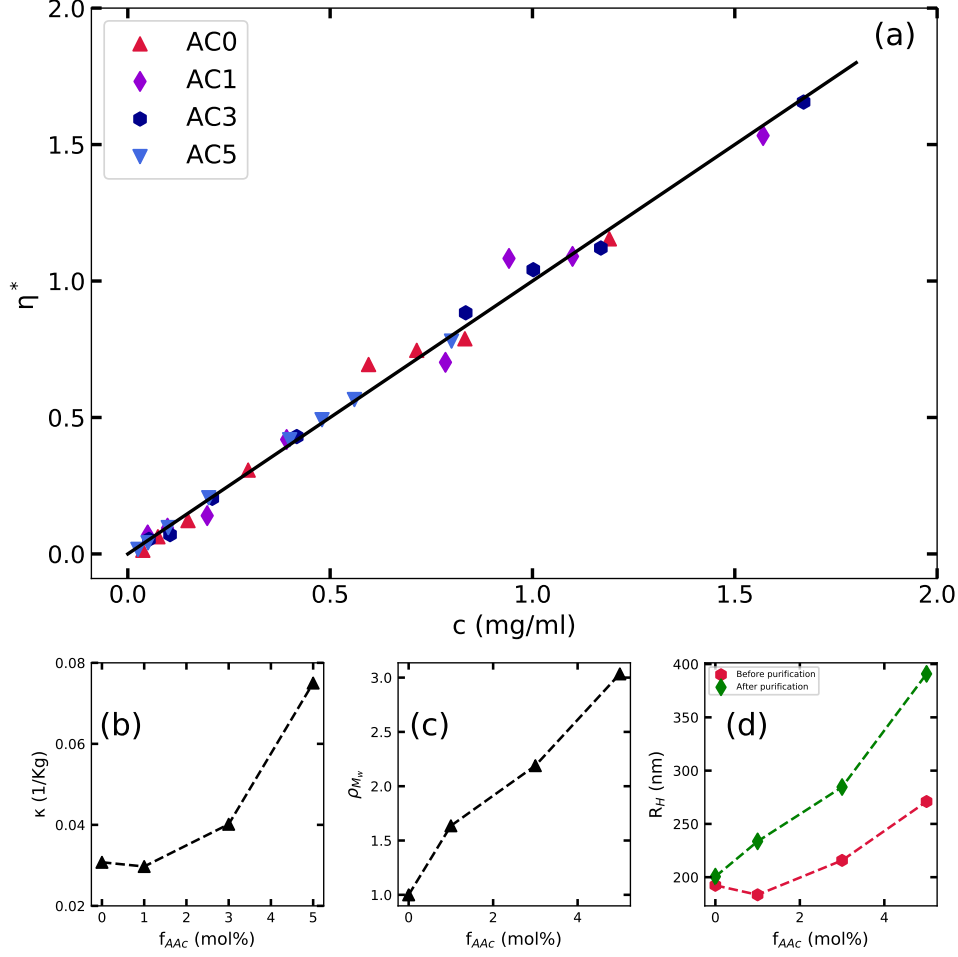 (a)
AC0
AC1
AC3
AC5
2.0
1.5
1.0
0.5
0.0
η*
0.0 0.5 1.0 1.5 2.0
c (mg/ml)
(b)
0.08
0.06
0.04
0.02
κ (1/Kg)
0 1 3 5
f_AAc (mol%)
(c)
3.0
2.5
2.0
1.5
1.0
ρ_Mw
0 2 4
f_AAc (mol%)
Before purification
After purification
(d)
400
350
300
250
200
R_H (nm)
0 2 4
f_AAc (mol%)